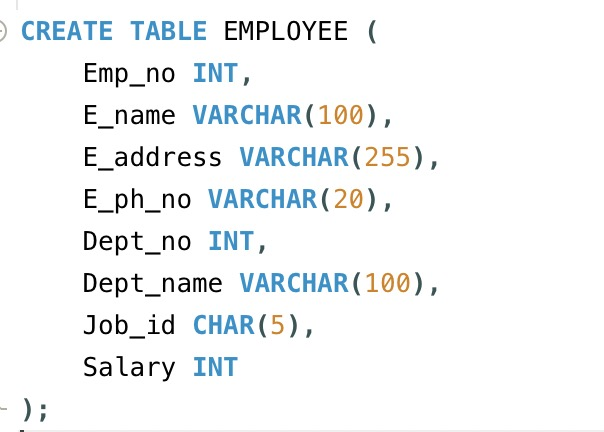 CREATE TABLE EMPLOYEE (
    Emp_no INT,
    E_name VARCHAR(100),
    E_address VARCHAR(255),
    E_ph_no VARCHAR(20),
    Dept_no INT,
    Dept_name VARCHAR(100),
    Job_id CHAR(5),
    Salary INT
);